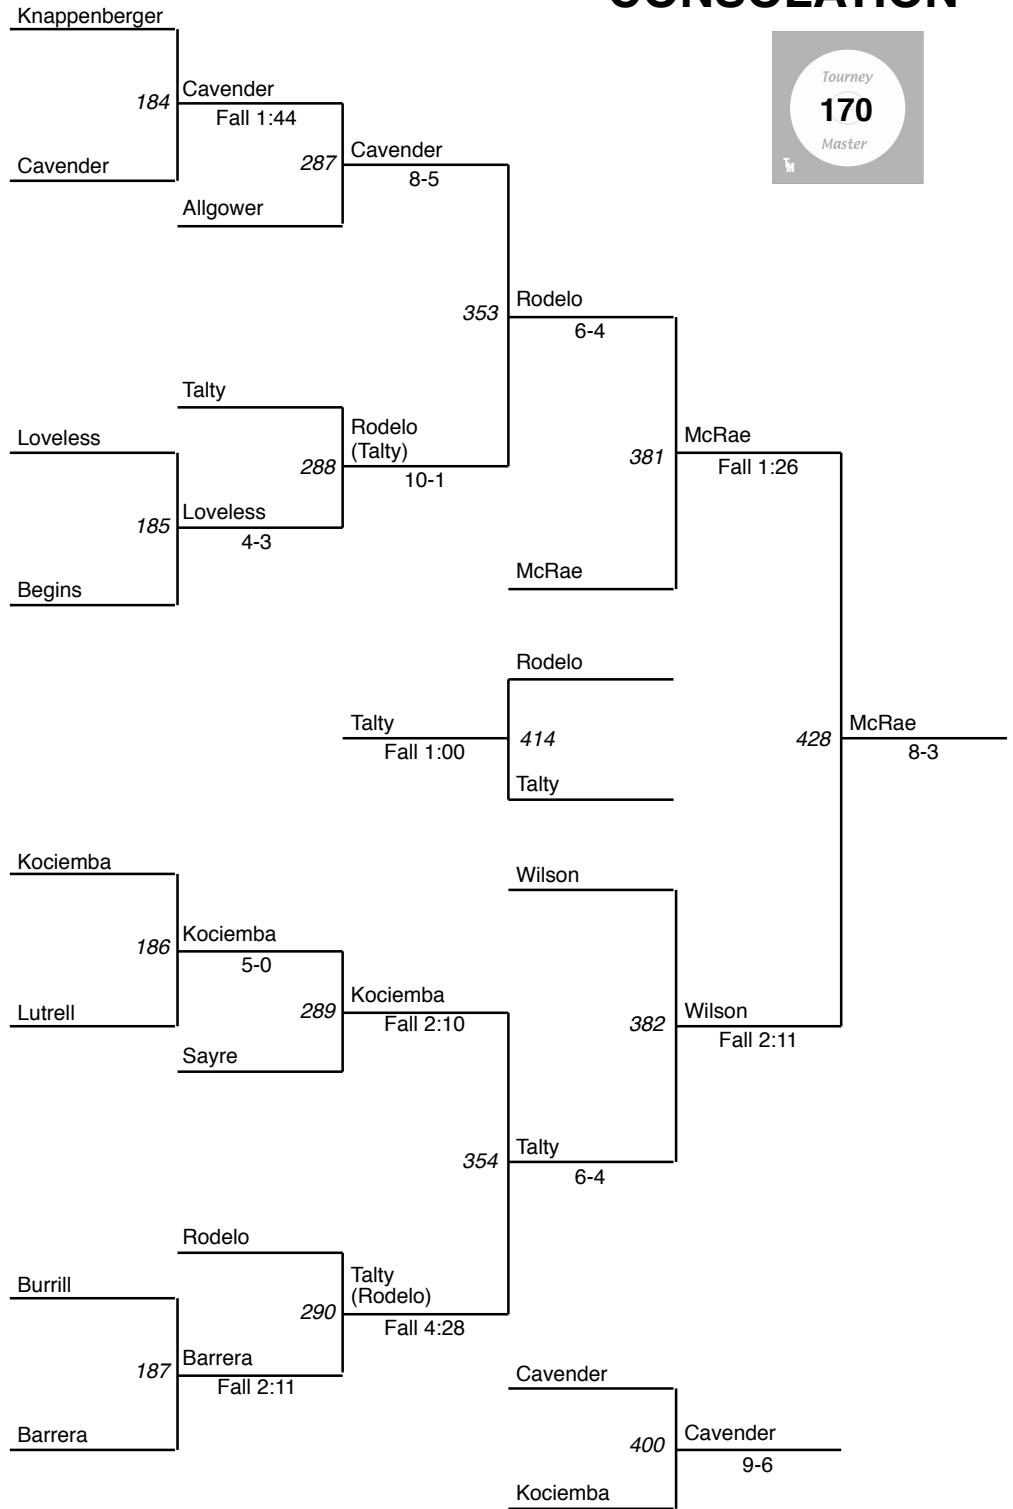 CONSOLATION
Knappenberger
Tourney
184
Cavender
170
Fall 1:44
Master
287
Cavender
Cavender
8-5
TM
Allgower
353
Rodelo
6-4
Talty
Loveless
Rodelo
(Talty)
McRae
288
381
Fall 1:26
10-1
185
Loveless
4-3
McRae
Begins
Rodelo
Talty
414
428
McRae
Fall 1:00
8-3
Talty
Kociemba
Wilson
186
Kociemba
5-0
Kociemba
289
382
Wilson
Lutrell
Fall 2:10
Fall 2:11
Sayre
354
Talty
6-4
Rodelo
Burrill
Talty
(Rodelo)
290
Fall 4:28
187
Barrera
Fall 2:11
Cavender
Barrera
400
Cavender
9-6
Kociemba